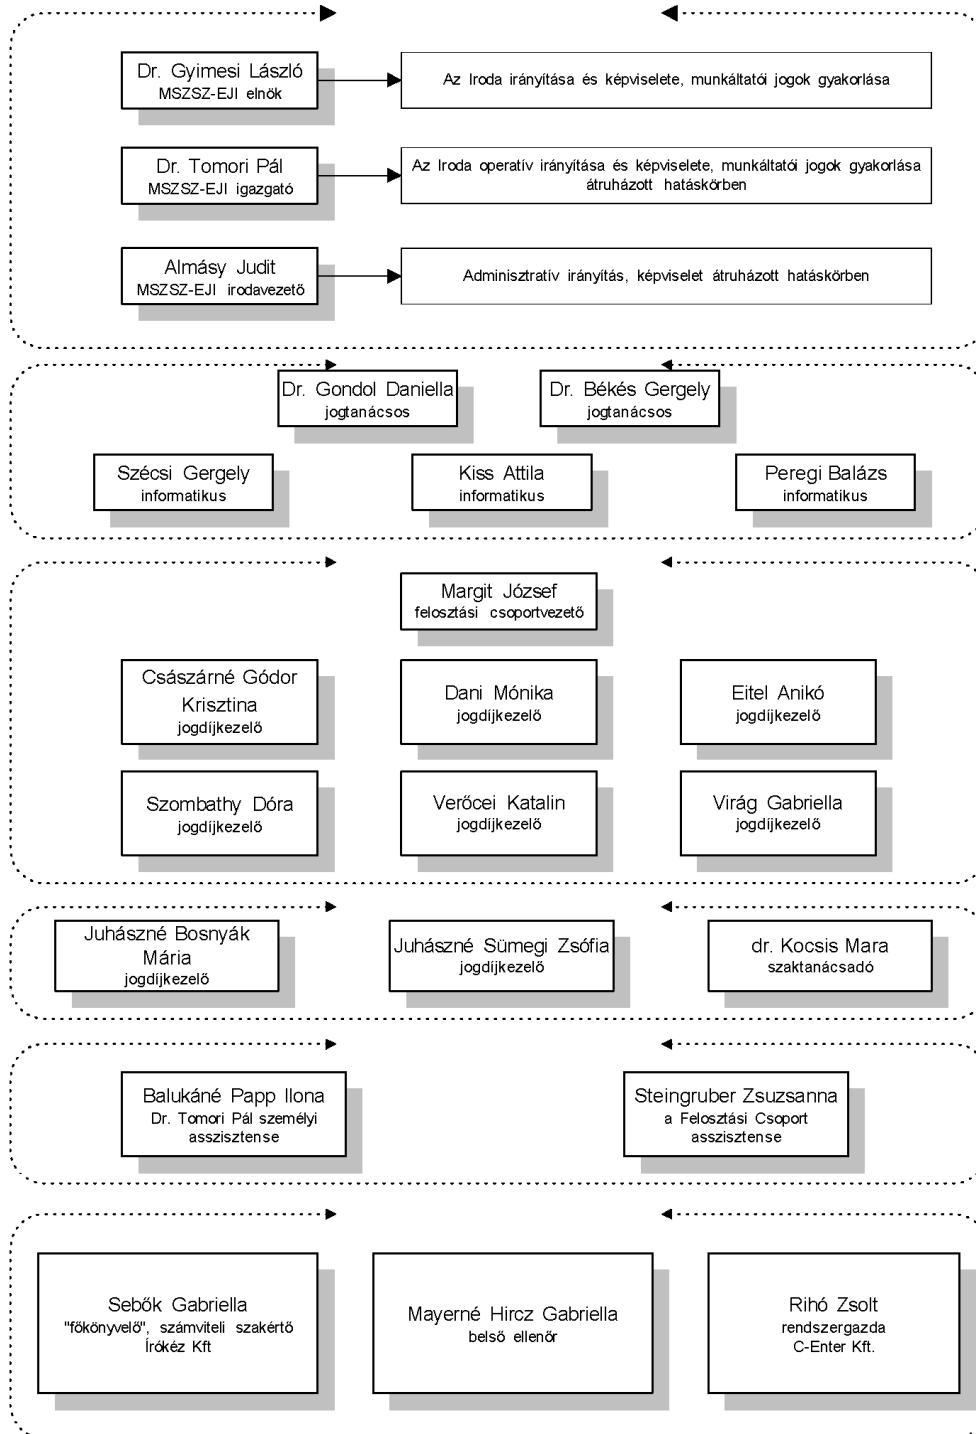 Dr. Gyimesi László
MSZSZ-EJI elnök
Az Iroda irányítása és képviselete, munkáltatói jogok gyakorlása
Dr. Tomori Pál
MSZSZ-EJI igazgató
Az Iroda operatív irányítása és képviselete, munkáltatói jogok gyakorlása
átruházott hatáskörben
Almásy Judit
MSZSZ-EJI irodavezető
Adminisztratív irányítás, képviselet átruházott hatáskörben
Dr. Gondol Daniella
jogtanácsos
Dr. Békés Gergely
jogtanácsos
Szécsi Gergely
informatikus
Kiss Attila
informatikus
Peregi Balázs
informatikus
Margit József
felosztási csoportvezető
Császárné Gódor
Krisztina
jogdíjkezelő
Dani Mónika
jogdíjkezelő
Eitel Anikó
jogdíjkezelő
Szombathy Dóra
jogdíjkezelő
Verőcei Katalin
jogdíjkezelő
Virág Gabriella
jogdíjkezelő
Juhászné Bosnyák
Mária
jogdíjkezelő
Juhászné Sümegi Zsófia
jogdíjkezelő
dr. Kocsis Mara
szaktanácsadó
Balukáné Papp Ilona
Dr. Tomori Pál személyi
asszisztense
Steingruber Zsuzsanna
a Felosztási Csoport
asszisztense
Sebők Gabriella
"főkönyvelő", számviteli szakértő
Írókéz Kft
Mayerné Hircz Gabriella
belső ellenőr
Rihó Zsolt
rendszergazda
C-Enter Kft.